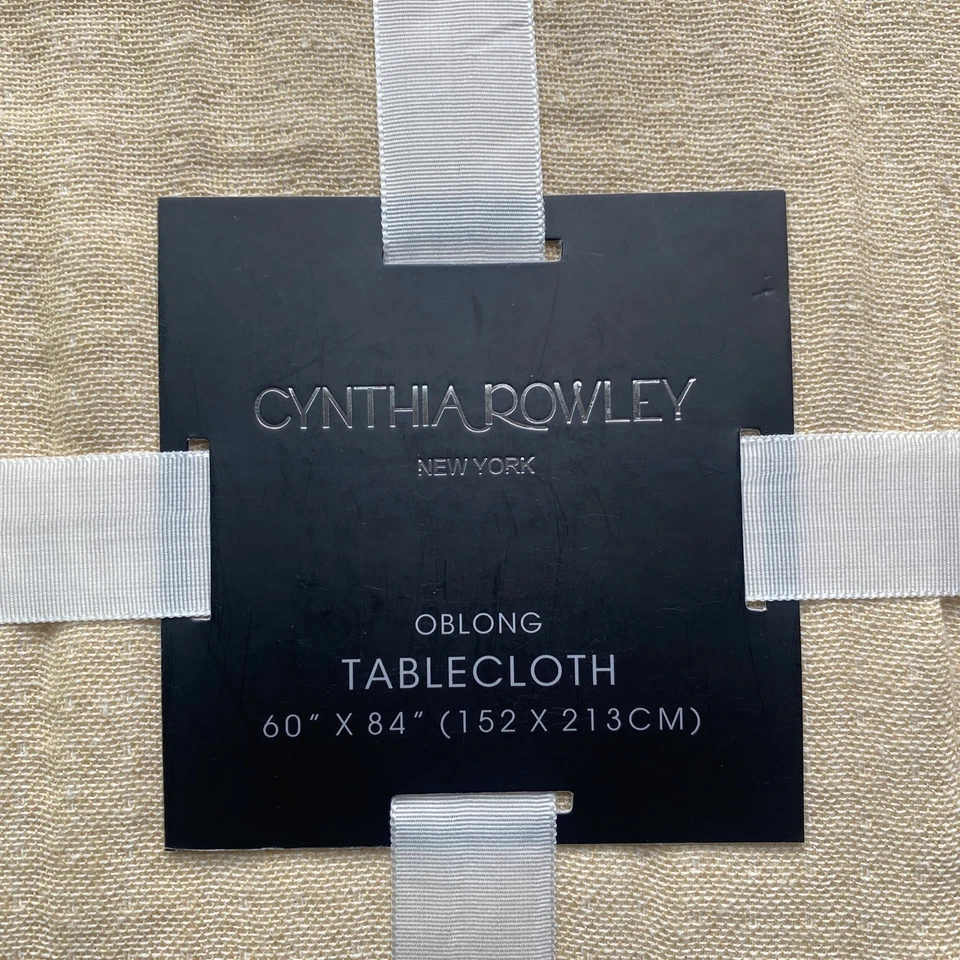 CYNTHIA ROWLEY
NEW YORK
OBLONG
TABLECLOTH
60" X 84" (152 X 213CM)